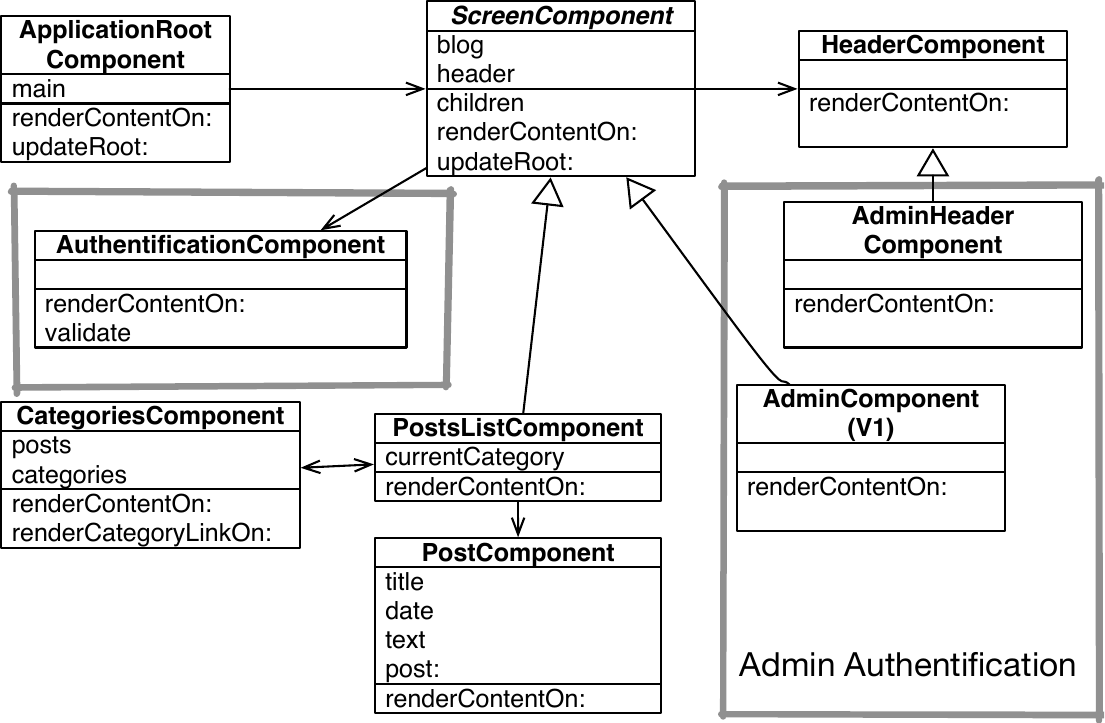 ApplicationRoot
Component
main
renderContentOn:
updateRoot:
ScreenComponent
blog
header
children
renderContentOn:
updateRoot:
HeaderComponent
renderContentOn:
AuthentificationComponent
renderContentOn:
validate
AdminHeader
Component
renderContentOn:
CategoriesComponent
posts
categories
renderContentOn:
renderCategoryLinkOn:
PostsListComponent
currentCategory
renderContentOn:
AdminComponent
(V1)
renderContentOn:
PostComponent
title
date
text
post:
renderContentOn:
Admin Authentification